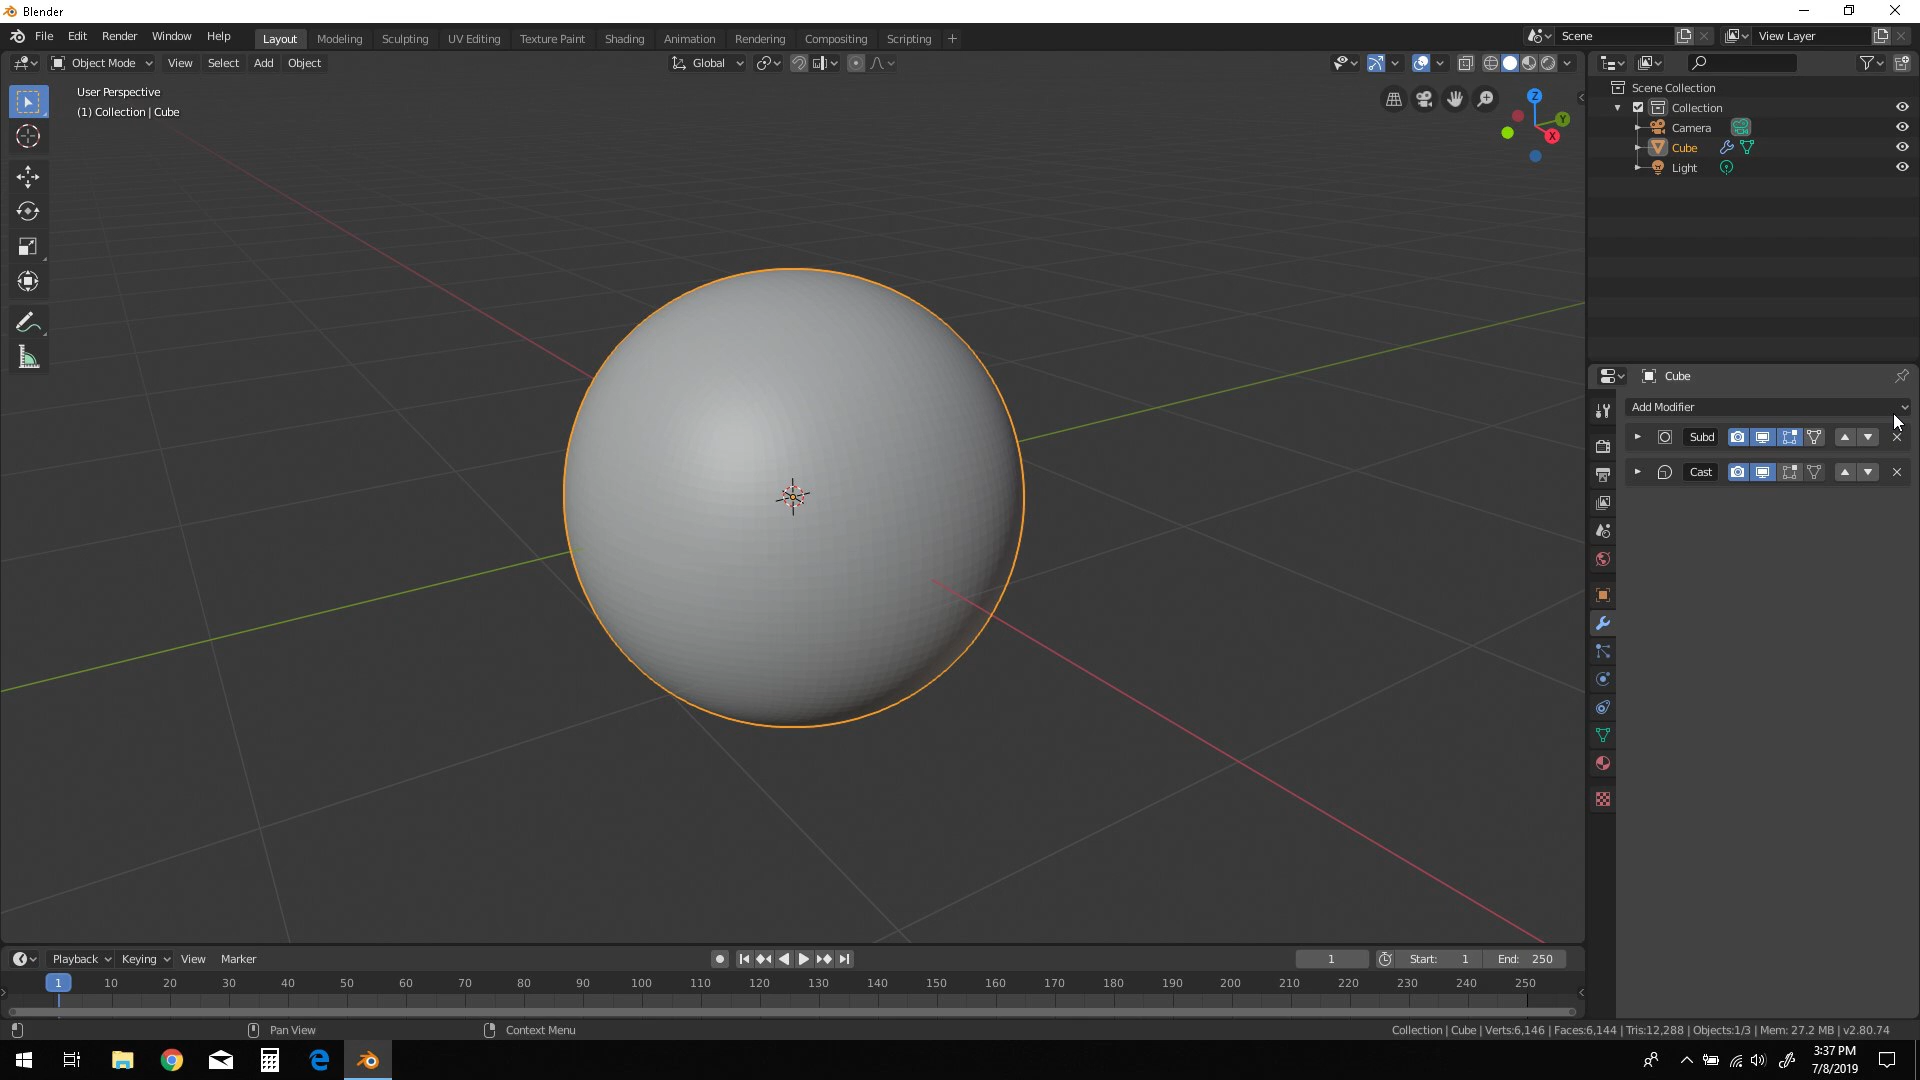 Blender
File Edit Render Window Help Layout Modeling Sculpting UV Editing Texture Paint Shading Animation Rendering Compositing Scripting + Scene View Layer
Object Mode View Select Add Object Global
User Perspective
(1) Collection | Cube
Z
Y
X
Scene Collection
Collection
Camera
Cube
Light
Cube
Add Modifier
Subd
Cast
Playback Keying View Marker 1 Start: 1 End: 250
1 10 20 30 40 50 60 70 80 90 100 110 120 130 140 150 160 170 180 190 200 210 220 230 240 250
Pan View Context Menu Collection | Cube | Verts:6,146 | Faces:6,144 | Tris:12,288 | Objects:1/3 | Mem: 27.2 MB | v2.80.74
3:37 PM
7/8/2019